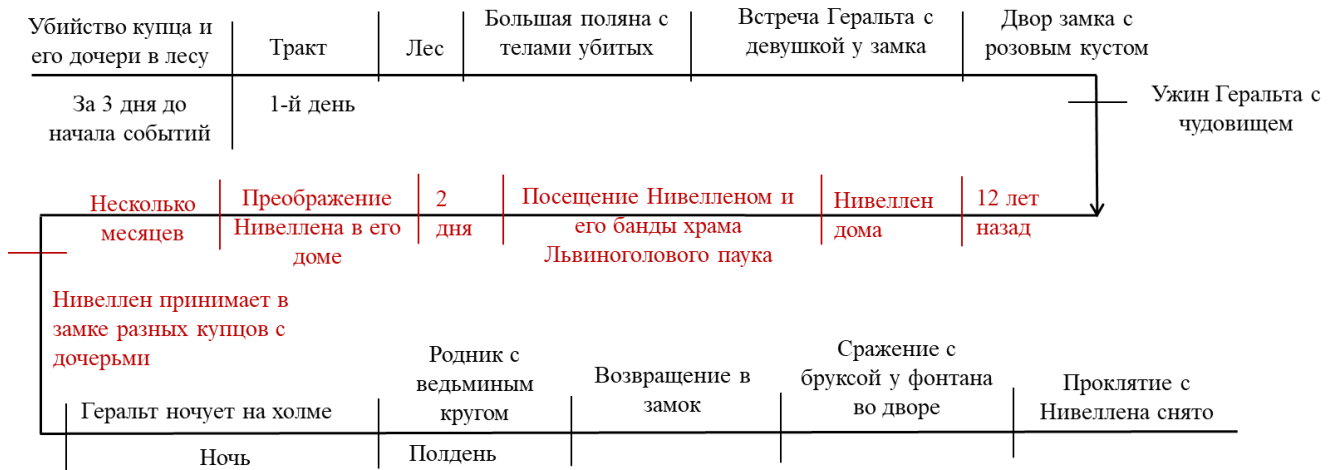 Убийство купца и
его дочери в лесу
Тракт
Лес
Большая поляна с
телами убитых
Встреча Геральта с
девушкой у замка
Двор замка с
розовым кустом
За 3 дня до
начала событий
1-й день
Ужин Геральта с
чудовищем
12 лет
назад
Нивеллен
дома
Посещение Нивелленом и
его банды храма
Львиноголового паука
2
дня
Преображение
Нивеллена в его
доме
Несколько
месяцев
Нивеллен принимает в
замке разных купцов с
дочерьми
Геральт ночует на холме
Ночь
Родник с
ведьминым
кругом
Полдень
Возвращение в
замок
Сражение с
бруксой у фонтана
во дворе
Проклятие с
Нивеллена снято